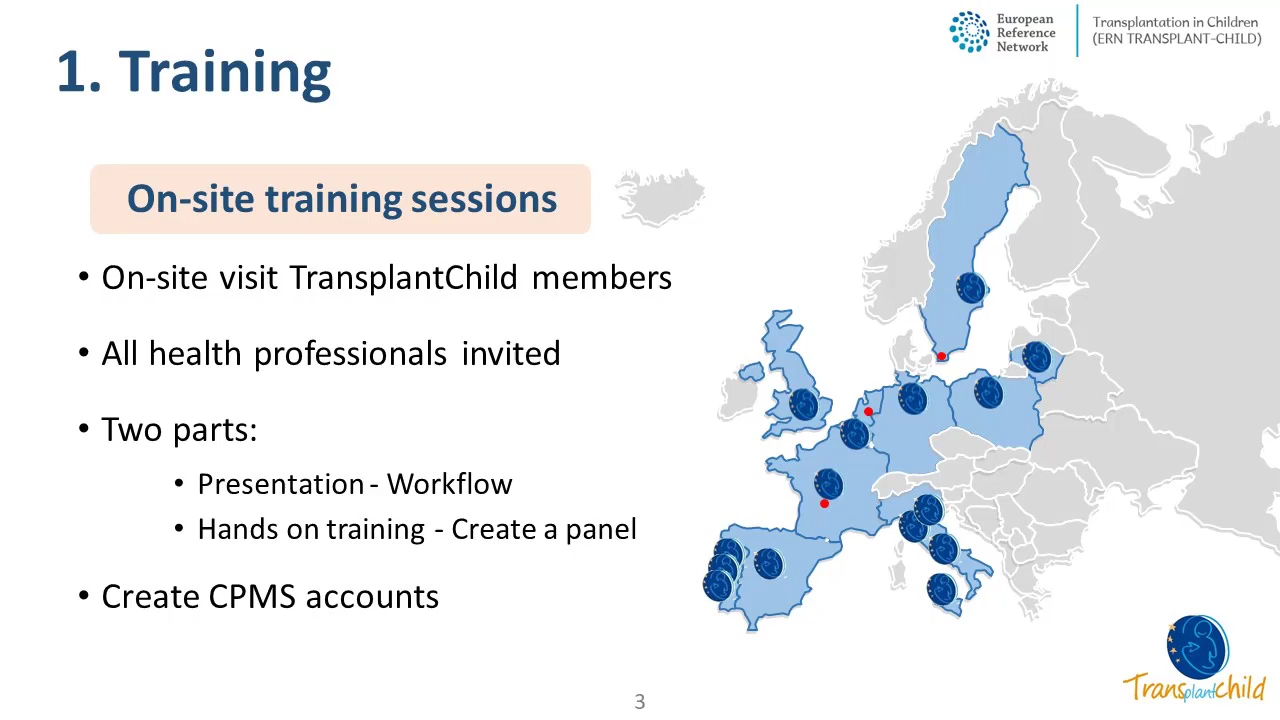 1. Training
European
Reference
Network
Transplantation in Children
(ERN TRANSPLANT-CHILD)
On-site training sessions
• On-site visit TransplantChild members
• All health professionals invited
• Two parts:
• Presentation - Workflow
• Hands on training - Create a panel
• Create CPMS accounts
TransplantChild
3